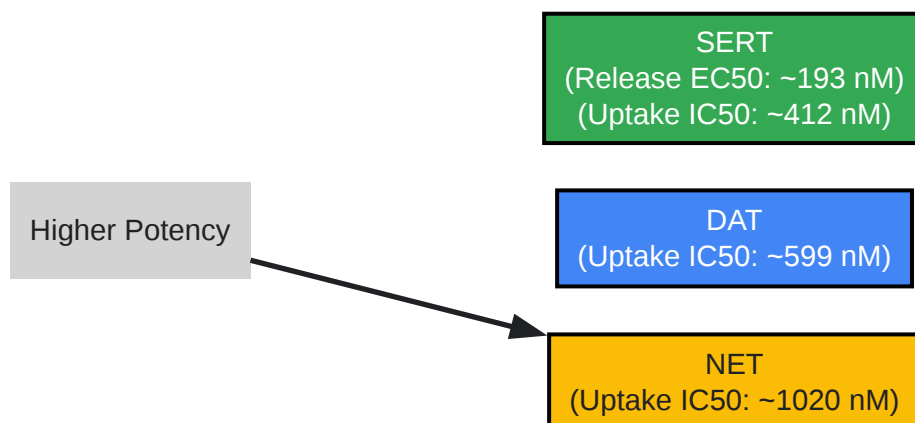 SERT
(Release EC50: ~193 nM)
(Uptake IC50: ~412 nM)
Higher Potency
DAT
(Uptake IC50: ~599 nM)
NET
(Uptake IC50: ~1020 nM)